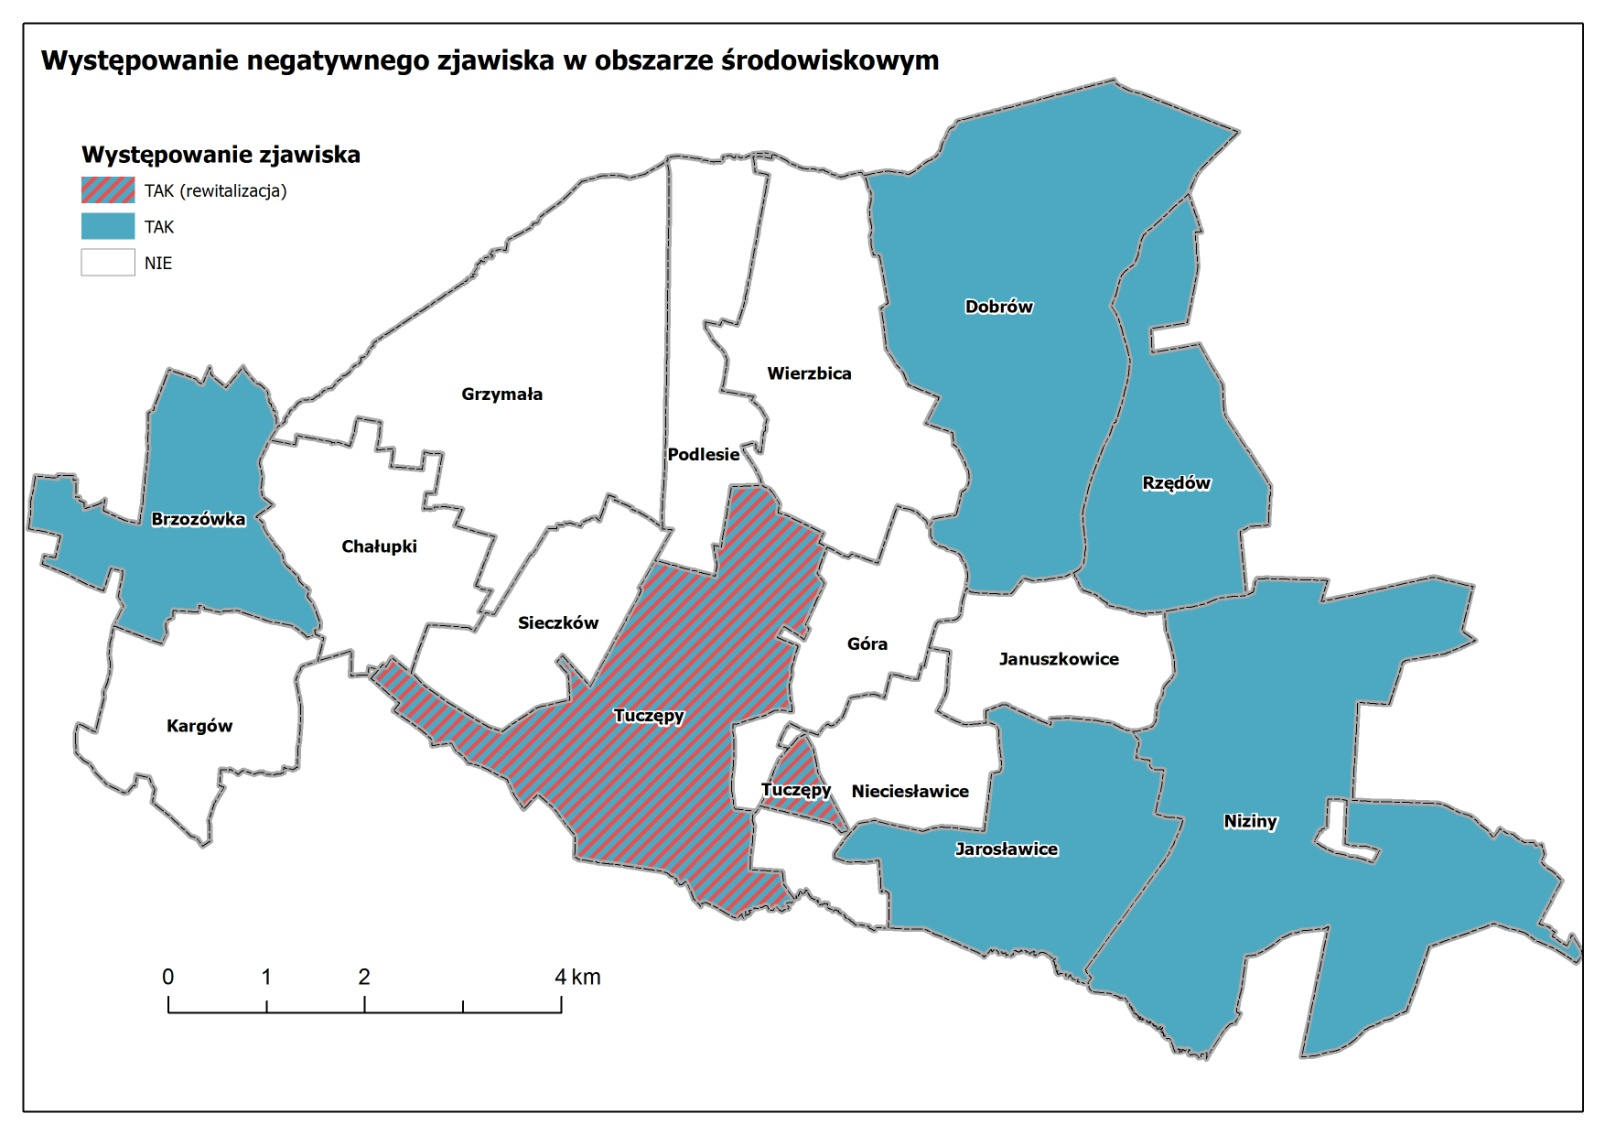 Występowanie negatywnego zjawiska w obszarze środowiskowym
Występowanie zjawiska
TAK (rewitalizacja)
TAK
NIE
Dobrów
Wierzbica
Grzymała
Podlesie
Rzędów
Brzozówka
Chałupki
Sieczków
Góra
Januszkowice
Tuczępy
Kargów
Tuczępy
Nieciesławice
Niziny
Jarosławice
0 1 2 4 km